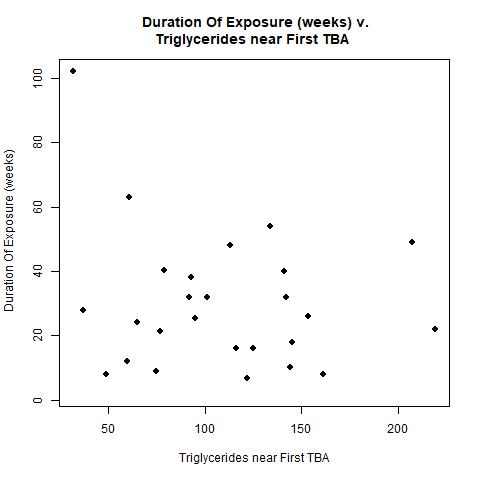 Duration Of Exposure (weeks) v.
Triglycerides near First TBA
Duration Of Exposure (weeks)
100
80
60
40
20
0
50 100 150 200
Triglycerides near First TBA